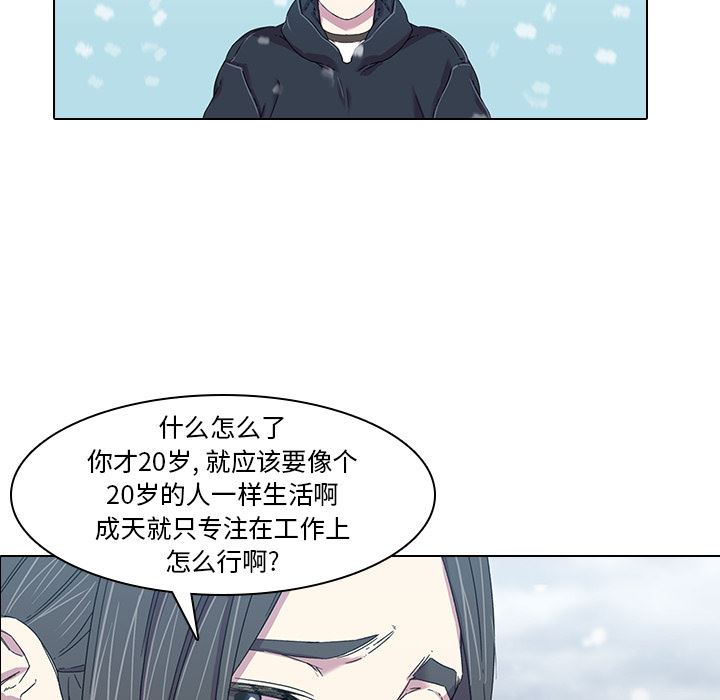 什么怎么了
你才20岁, 就应该要像个
20岁的人一样生活啊
成天就只专注在工作上
怎么行啊?